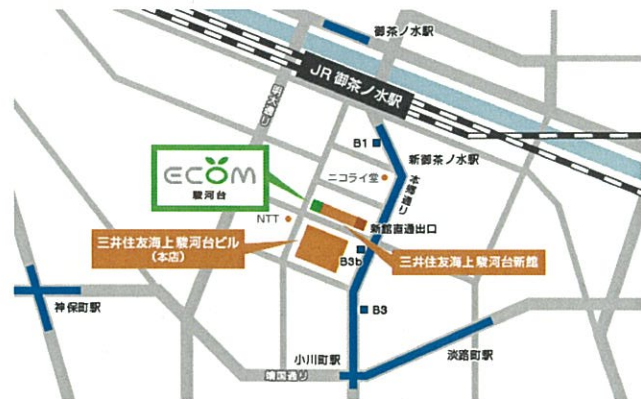 御茶ノ水駅
JR 御茶ノ水駅
明大通り
B1
新御茶ノ水駅
ECOM
駿河台
ニコライ堂
本郷通り
NTT
新館直通出口
三井住友海上駿河台ビル
(本店)
B3b
三井住友海上駿河台新館
神保町駅
B3
小川町駅
淡路町駅
靖国通り